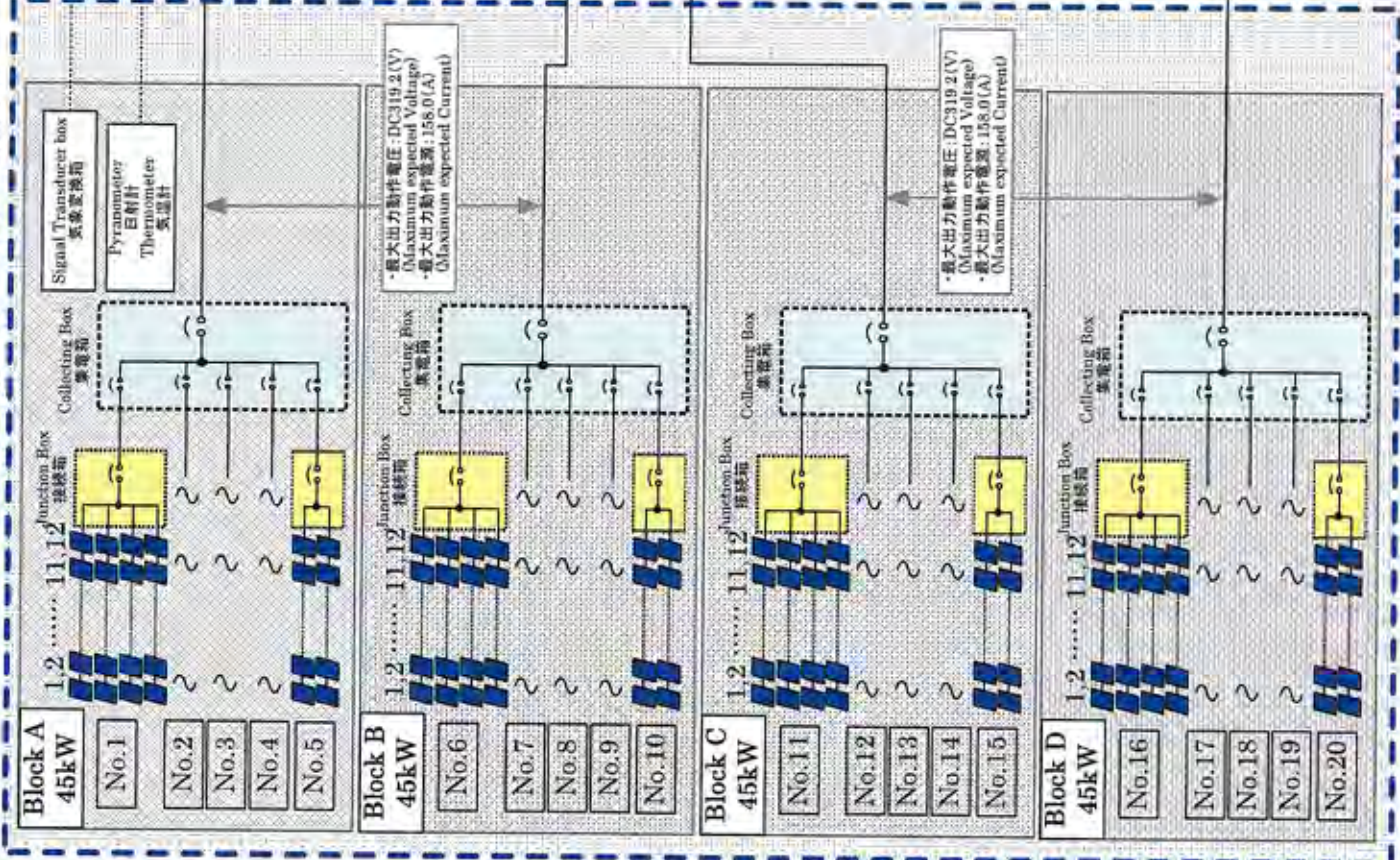 Block A
45kW
1,2 ...... 11,12
Junction Box
接続箱
Collecting Box
集電箱
Signal Transducer box
気象変換箱
Pyranometer
日射計
Thermometer
気温計
No.1
No.2
No.3
No.4
No.5
・最大出力動作電圧:DC319.2(V)
(Maximum expected Voltage)
・最大出力動作電源:158.0(A)
(Maximum expected Current)
Block B
45kW
1,2 ...... 11,12
Junction Box
接続箱
Collecting Box
集電箱
No.6
No.7
No.8
No.9
No.10
Block C
45kW
1,2 ...... 11,12
Junction Box
接続箱
Collecting Box
集電箱
No.11
No.12
No.13
No.14
No.15
・最大出力動作電圧:DC319.2(V)
(Maximum expected Voltage)
・最大出力動作電源:158.0(A)
(Maximum expected Current)
Block D
45kW
1,2 ...... 11,12
Junction Box
接続箱
Collecting Box
集電箱
No.16
No.17
No.18
No.19
No.20